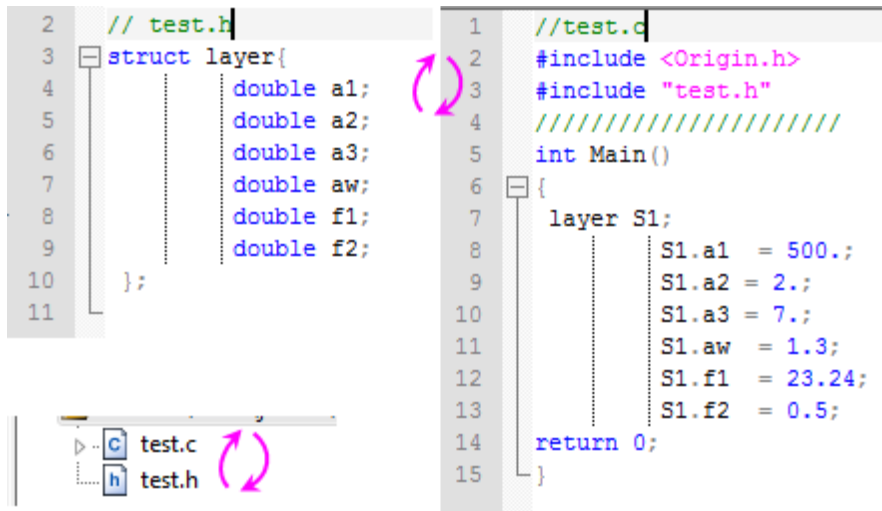 2 // test.h
3 struct layer{
4 double a1;
5 double a2;
6 double a3;
7 double aw;
8 double f1;
9 double f2;
10 };
11
test.c
test.h
1 //test.c
2 #include <Origin.h>
3 #include "test.h"
4 ///////////////////////
5 int Main()
6 {
7 layer S1;
8 S1.a1 = 500.;
9 S1.a2 = 2.;
10 S1.a3 = 7.;
11 S1.aw = 1.3;
12 S1.f1 = 23.24;
13 S1.f2 = 0.5;
14 return 0;
15 }